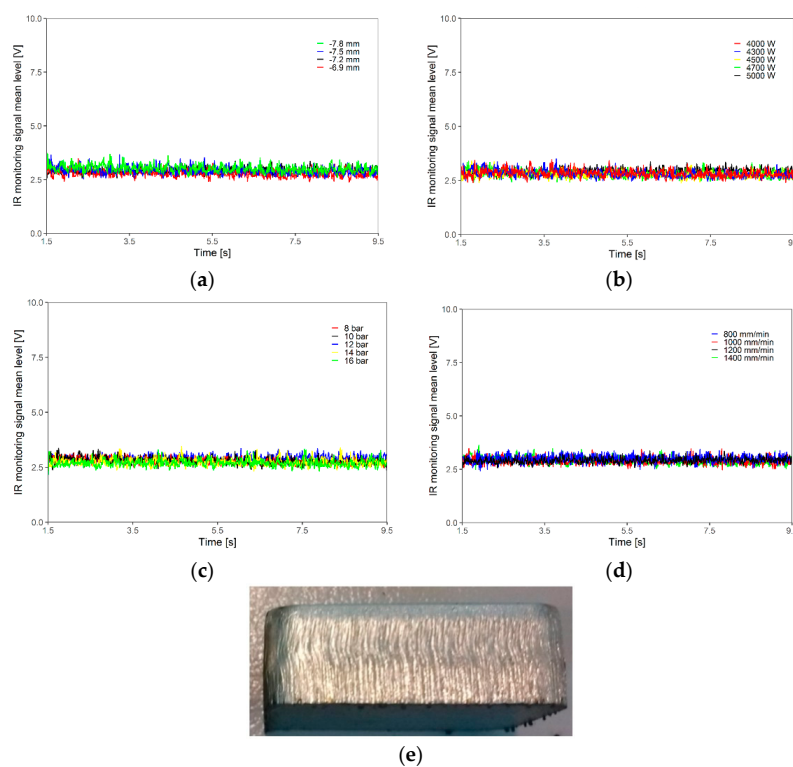 10.0
7.5
5.0
2.5
0.0
IR monitoring signal mean level [V]
-7.8 mm
-7.5 mm
-7.2 mm
-6.9 mm
1.5 3.5 5.5 7.5 9.5
Time [s]
(a)
10.0
7.5
5.0
2.5
0.0
IR monitoring signal mean level [V]
4000 W
4300 W
4500 W
4700 W
5000 W
1.5 3.5 5.5 7.5 9.
Time [s]
(b)
10.0
7.5
5.0
2.5
0.0
IR monitoring signal mean level [V]
8 bar
10 bar
12 bar
14 bar
16 bar
1.5 3.5 5.5 7.5 9.5
Time [s]
(c)
10.0
7.5
5.0
2.5
0.0
IR monitoring signal mean level [V]
800 mm/min
1000 mm/min
1200 mm/min
1400 mm/min
1.5 3.5 5.5 7.5 9.
Time [s]
(d)
(e)